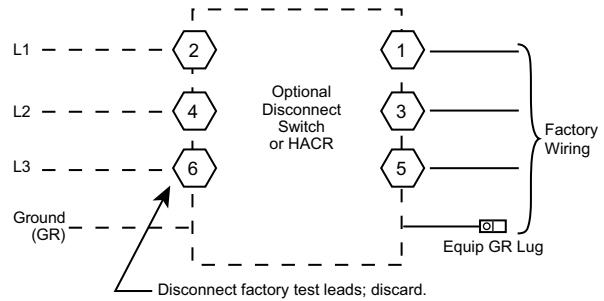 L1
2
1
L2
4
Optional
Disconnect
Switch
or HACR
3
Factory
Wiring
L3
6
5
Ground
(GR)
Equip GR Lug
Disconnect factory test leads; discard.